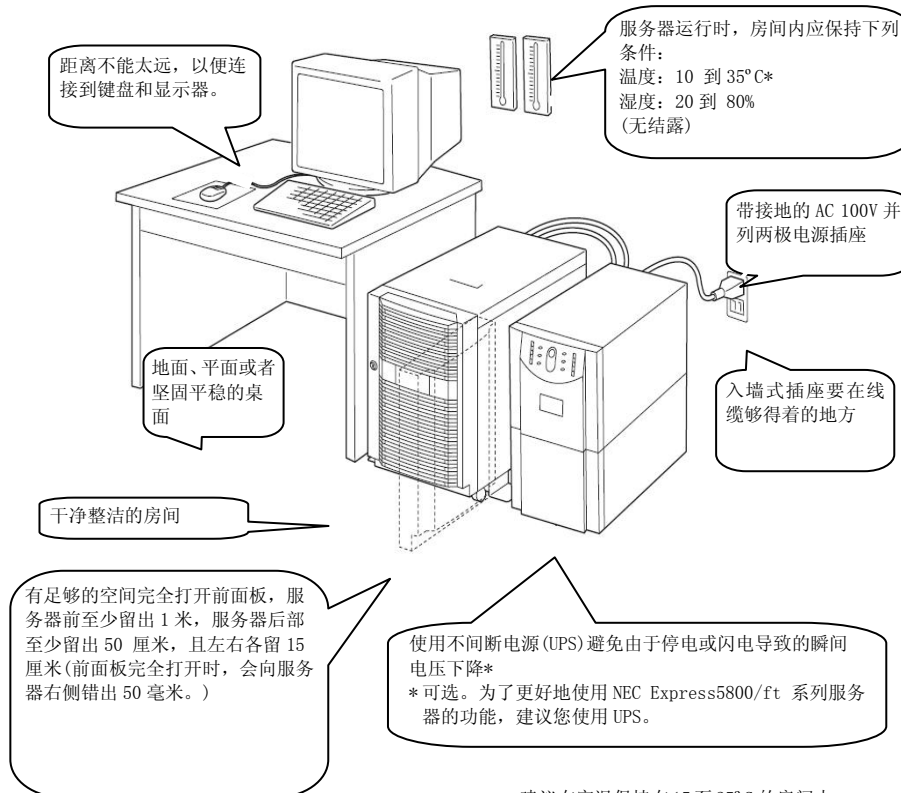 服务器运行时，房间内应保持下列
条件：
温度：10 到 35°C*
湿度：20 到 80%
(无结露)
距离不能太远，以便连
接到键盘和显示器。
带接地的 AC 100V 并
列两极电源插座
地面、平面或者
坚固平稳的桌
面
入墙式插座要在线
缆够得着的地方
干净整洁的房间
有足够的空间完全打开前面板，服
务器前至少留出 1 米，服务器后部
至少留出 50 厘米，且左右各留 15
厘米(前面板完全打开时，会向服务
器右侧错出 50 毫米。)
使用不间断电源(UPS)避免由于停电或闪电导致的瞬间
电压下降*
*可选。为了更好地使用 NEC Express5800/ft 系列服务
器的功能，建议您使用 UPS。